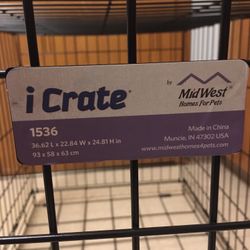 i Crate®
by MidWest®
Homes For Pets
1536
36.62 L x 22.84 W x 24.81 H in
93 x 58 x 63 cm
Made in China
Muncie, IN 47302 USA
www.midwesthomes4pets.com